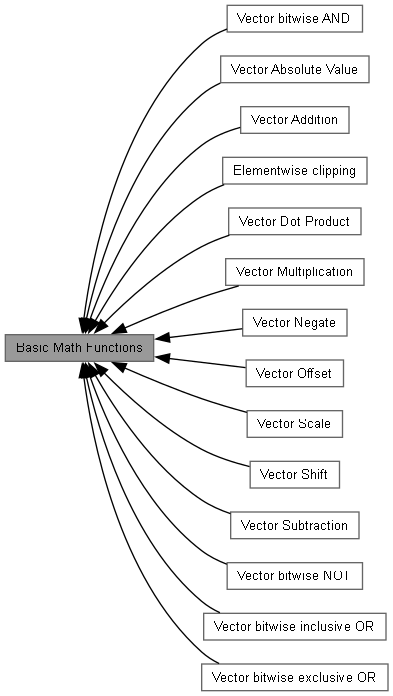 Vector bitwise AND
Vector Absolute Value
Vector Addition
Elementwise clipping
Vector Dot Product
Vector Multiplication
Vector Negate
Basic Math Functions
Vector Offset
Vector Scale
Vector Shift
Vector Subtraction
Vector bitwise NOT
Vector bitwise inclusive OR
Vector bitwise exclusive OR